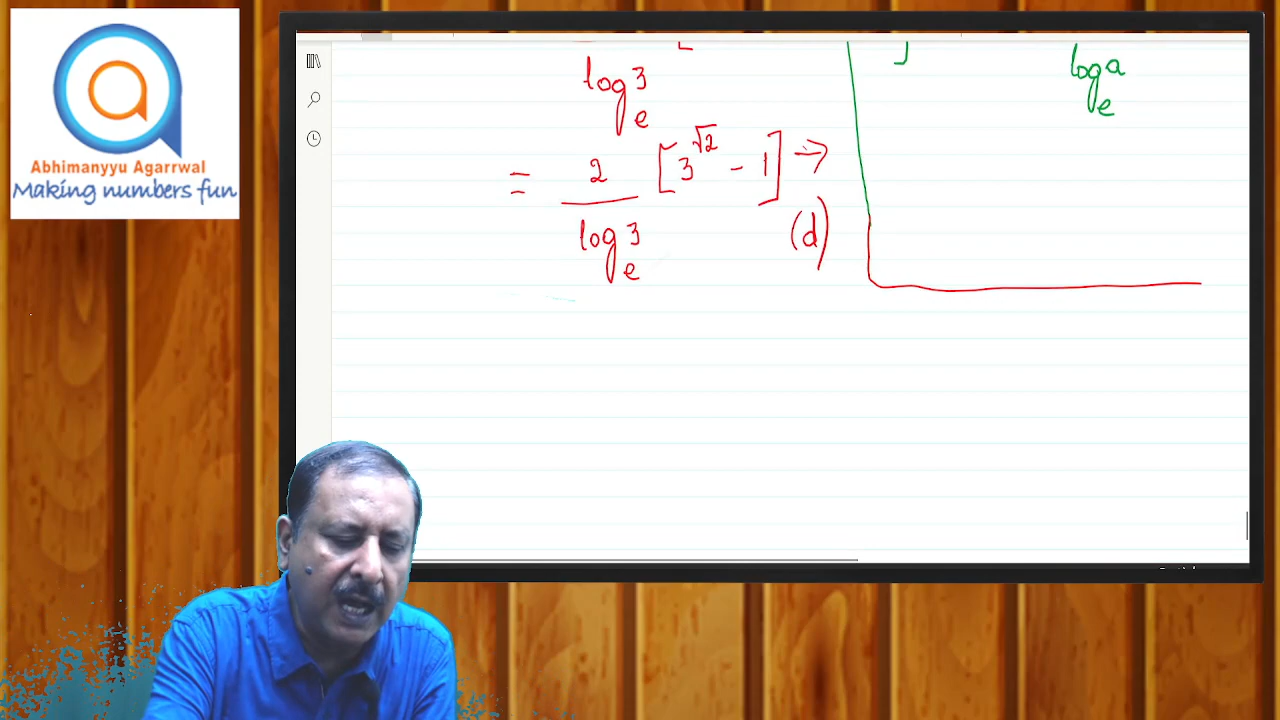 Abhimanyyu Agarrwal
Making numbers fun
log_e 3
= 2/(log_e 3) [3^√2 - 1] →
(d)
log_e a